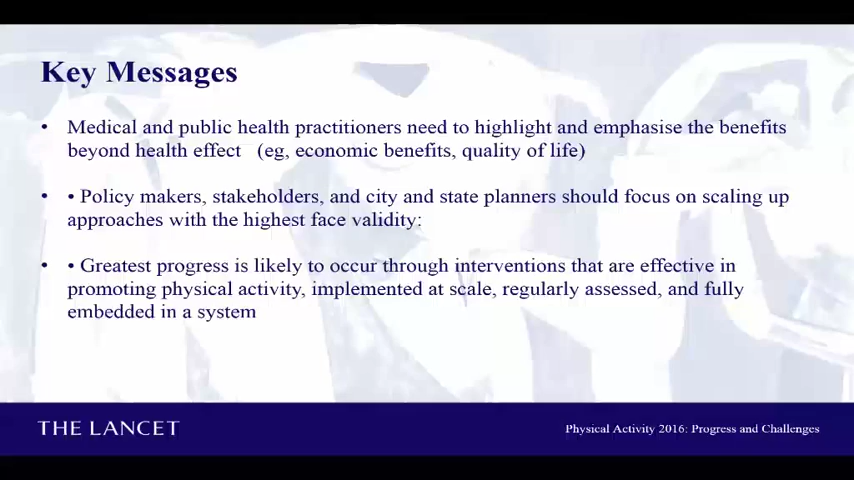 Key Messages
• Medical and public health practitioners need to highlight and emphasise the benefits
beyond health effect (eg, economic benefits, quality of life)
• • Policy makers, stakeholders, and city and state planners should focus on scaling up
approaches with the highest face validity:
• • Greatest progress is likely to occur through interventions that are effective in
promoting physical activity, implemented at scale, regularly assessed, and fully
embedded in a system
THE LANCET
Physical Activity 2016: Progress and Challenges